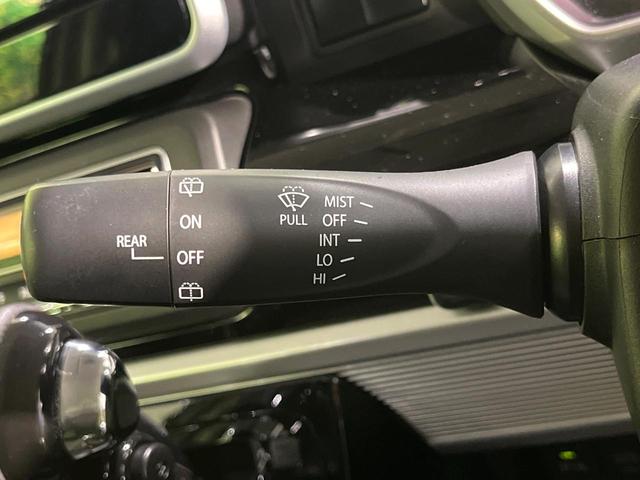 REAR
ON
OFF
PULL
MIST
OFF
INT
LO
HI